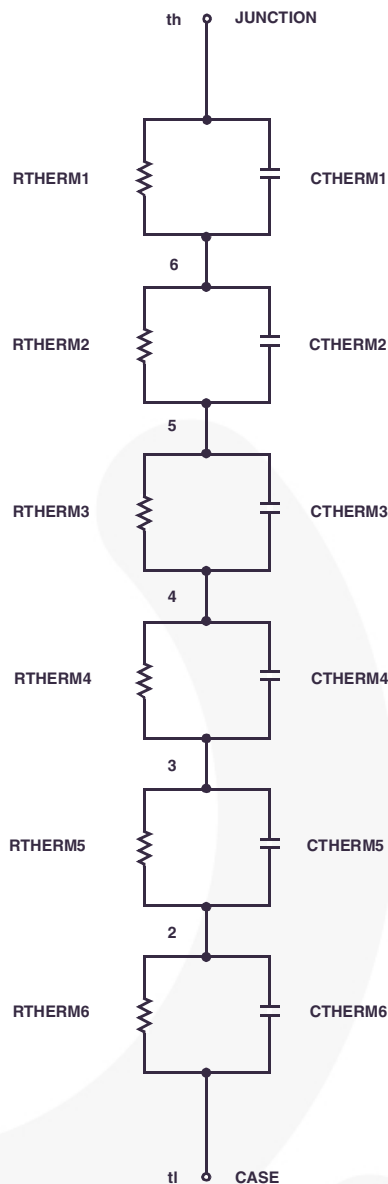 th JUNCTION
RTHERM1 CTHERM1
6
RTHERM2 CTHERM2
5
RTHERM3 CTHERM3
4
RTHERM4 CTHERM4
3
RTHERM5 CTHERM5
2
RTHERM6 CTHERM6
tl CASE